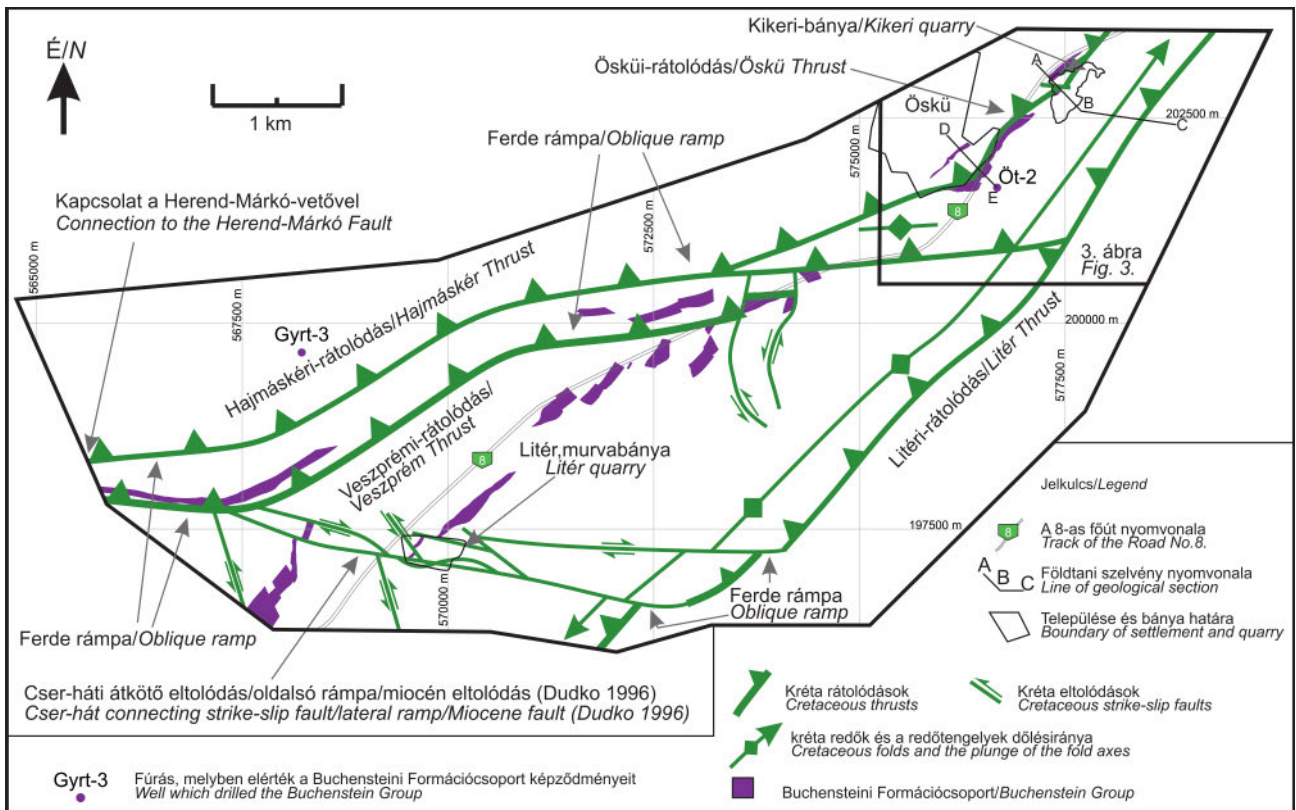 É/N
1 km
Kikeri-bánya/Kikeri quarry
Ösküi-rátolódás/Öskü Thrust
Öskü
A
B
C
D
E
Öt-2
8
202500 m
575000 m
Ferde rámpa/Oblique ramp
Kapcsolat a Herend-Márkó-vetővel
Connection to the Herend-Márkó Fault
572500 m
565000 m
3. ábra
Fig. 3.
567500 m
Gyrt-3
Hajmáskéri-rátolódás/Hajmáskér Thrust
200000 m
577500 m
Veszprémi-rátolódás/
Veszprém Thrust
Litéri-rátolódás/Litér Thrust
Litér,murvabánya
Litér quarry
8
197500 m
570000 m
Ferde rámpa
Oblique ramp
Ferde rámpa/Oblique ramp
Cser-háti átkötő eltolódás/oldalsó rámpa/miocén eltolódás (Dudko 1996)
Cser-hát connecting strike-slip fault/lateral ramp/Miocene fault (Dudko 1996)
Jelkulcs/Legend
8
A 8-as főút nyomvonala
Track of the Road No.8.
A
B
C
Földtani szelvény nyomvonala
Line of geological section
Települése és bánya határa
Boundary of settlement and quarry
Kréta rátolódások
Cretaceous thrusts
Kréta eltolódások
Cretaceous strike-slip faults
kréta redők és a redőtengelyek dőlésiránya
Cretaceous folds and the plunge of the fold axes
Gyrt-3
Fúrás, melyben elérték a Buchensteini Formációcsoport képződményeit
Well which drilled the Buchenstein Group
Buchensteini Formációcsoport/Buchenstein Group